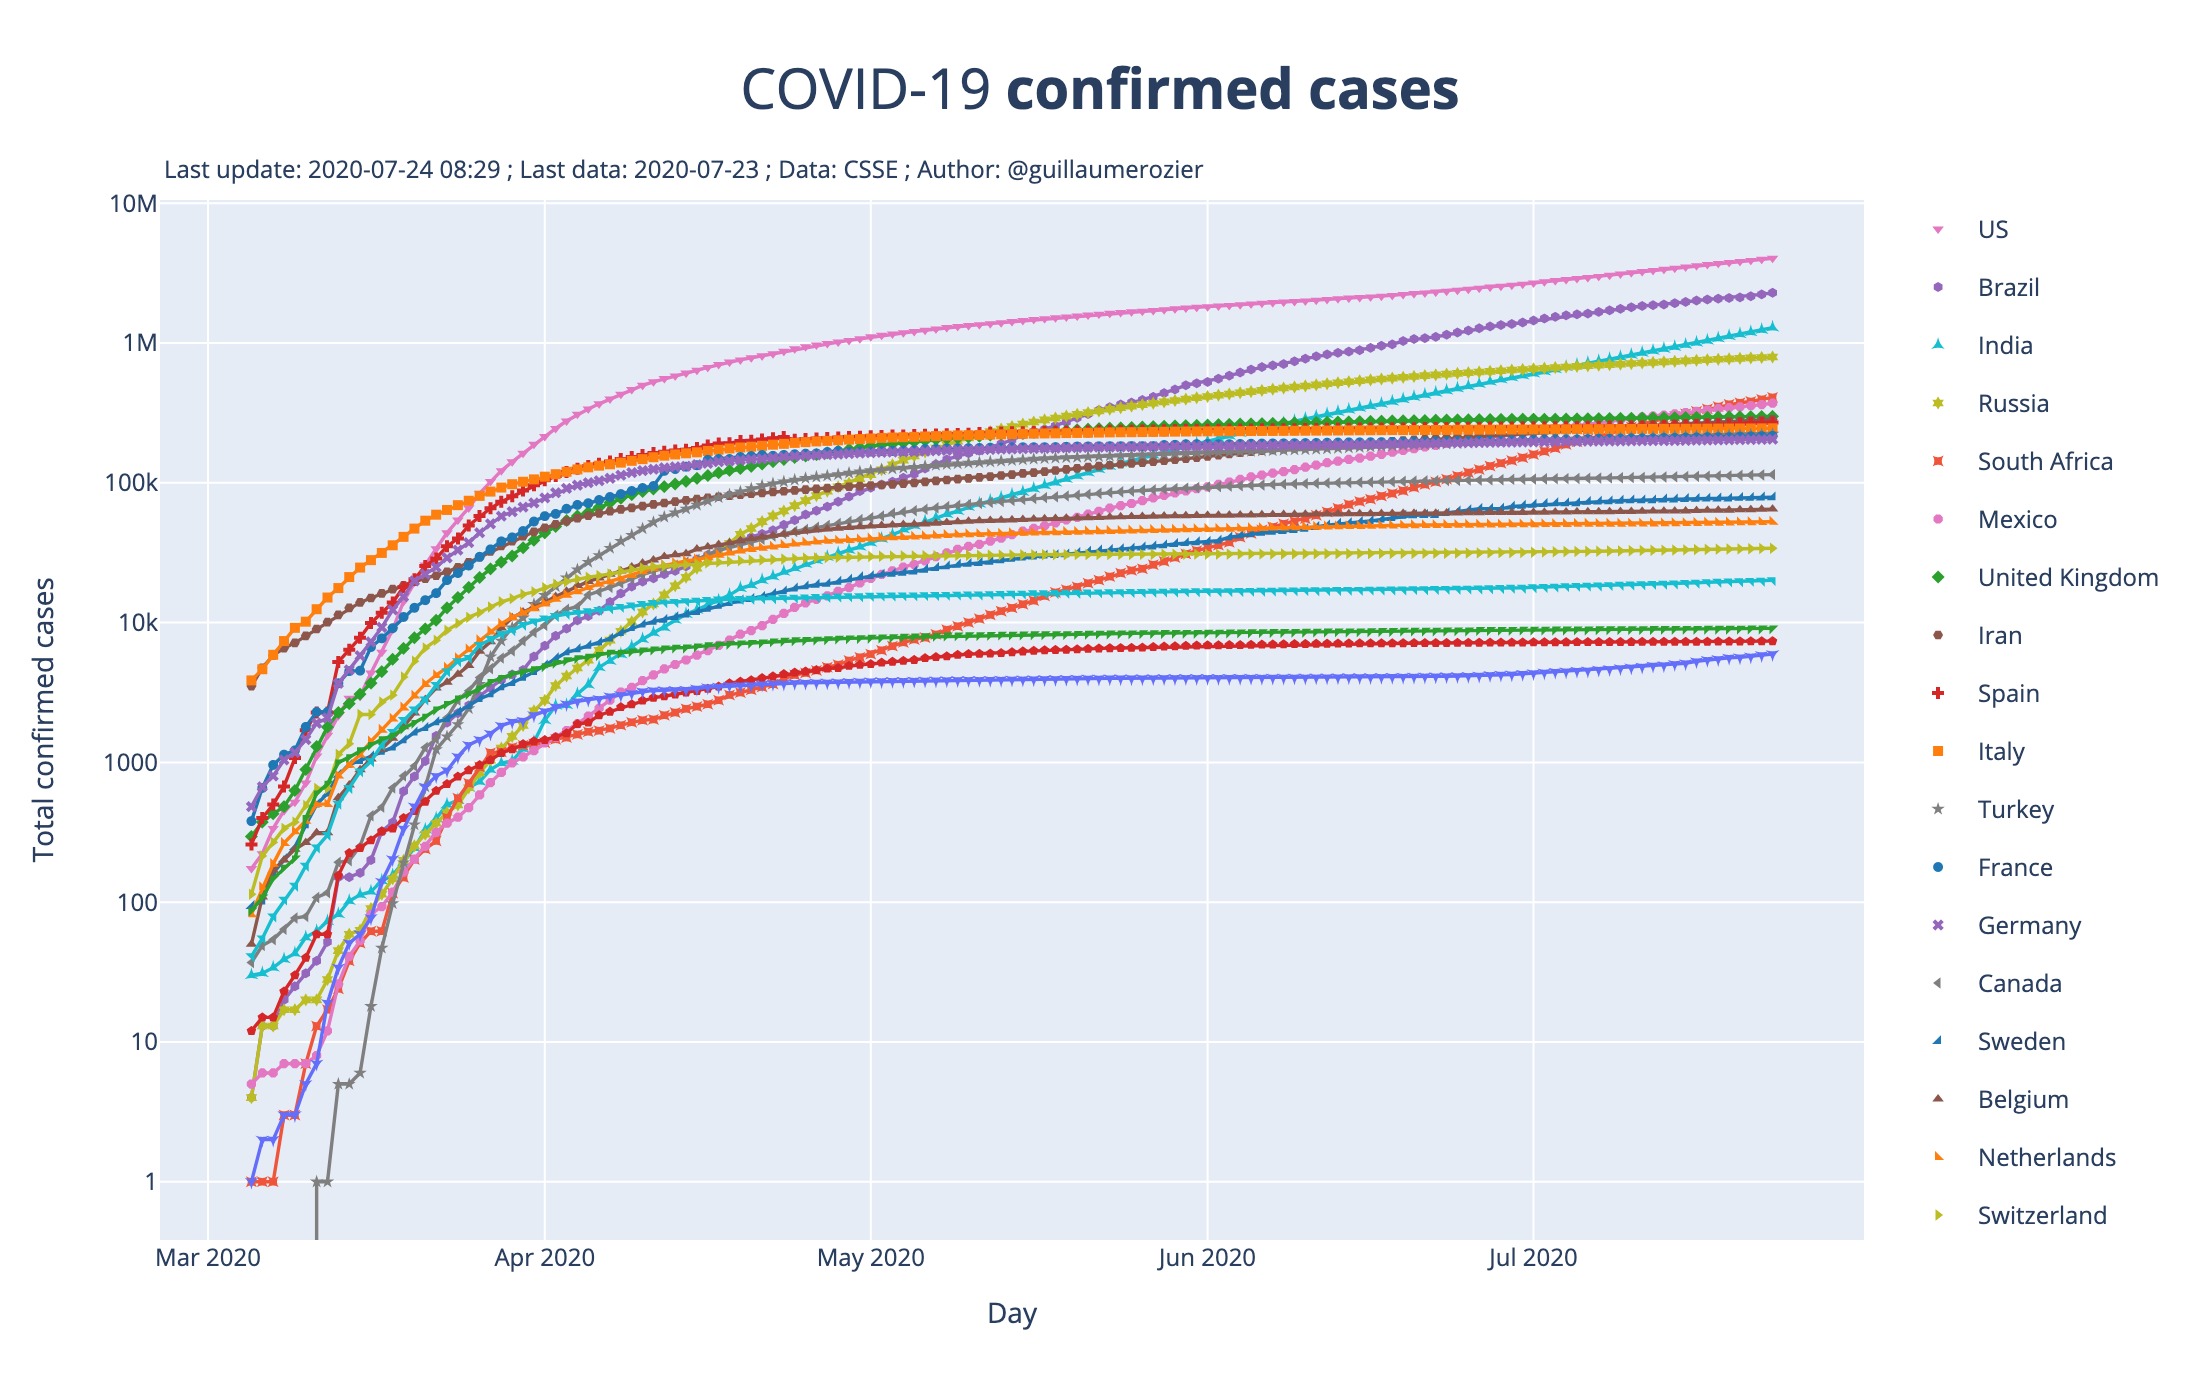 COVID-19 confirmed cases
Last update: 2020-07-24 08:29 ; Last data: 2020-07-23 ; Data: CSSE ; Author: @guillaumerozier
10M
1M
100k
10k
1000
100
10
1
Total confirmed cases
Mar 2020
Apr 2020
May 2020
Jun 2020
Jul 2020
Day
US
Brazil
India
Russia
South Africa
Mexico
United Kingdom
Iran
Spain
Italy
Turkey
France
Germany
Canada
Sweden
Belgium
Netherlands
Switzerland